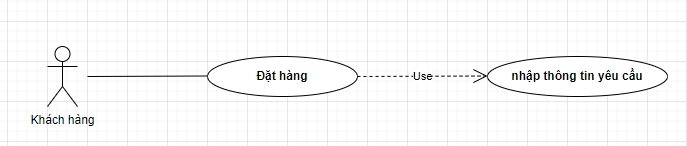 Đặt hàng
Use
nhập thông tin yêu cầu
Khách hàng